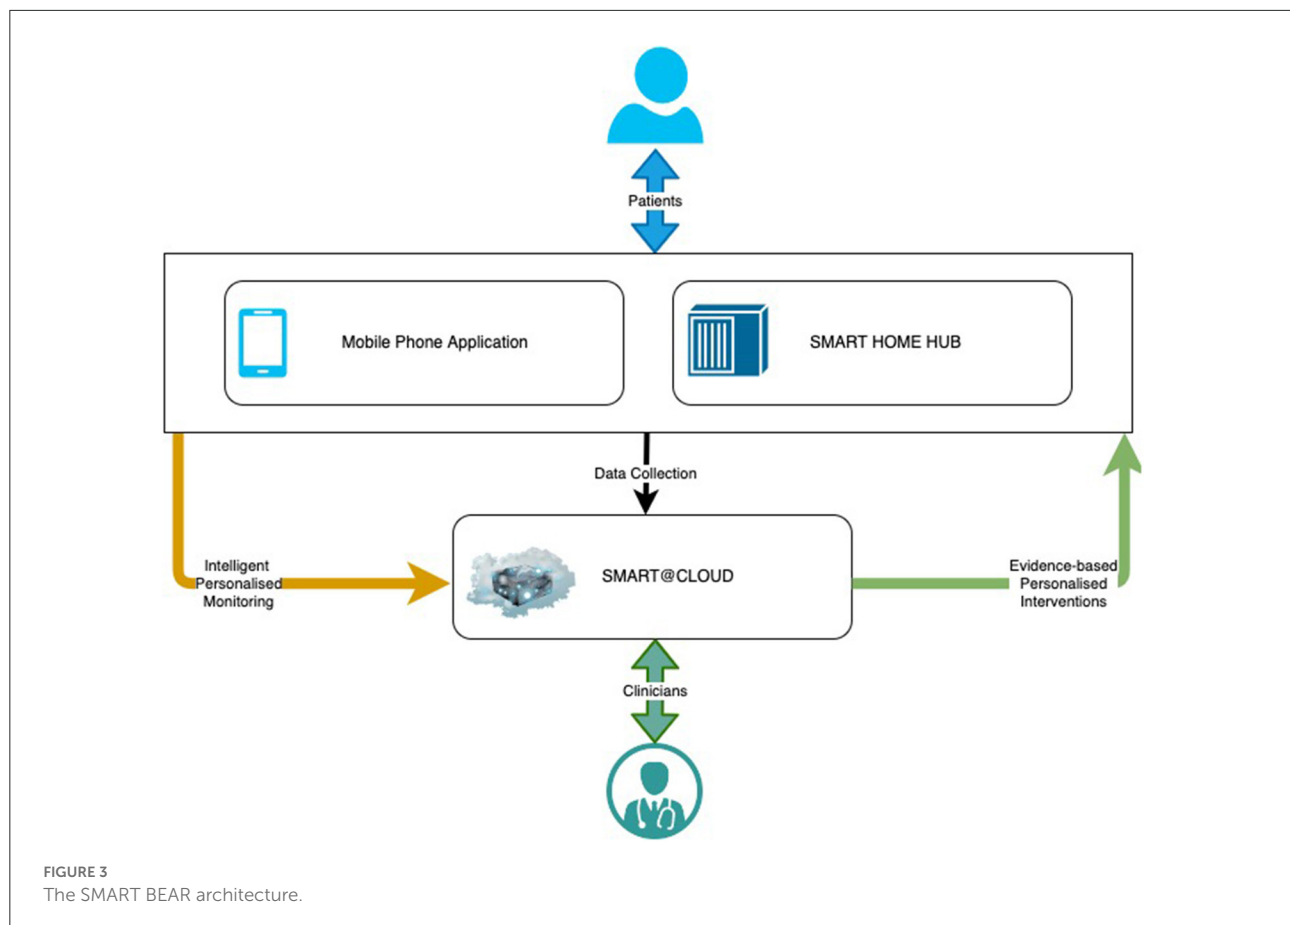 Patients
Mobile Phone Application
SMART HOME HUB
Data Collection
Intelligent
Personalised
Monitoring
SMART@CLOUD
Evidence-based
Personalised
Interventions
Clinicians
FIGURE 3
The SMART BEAR architecture.